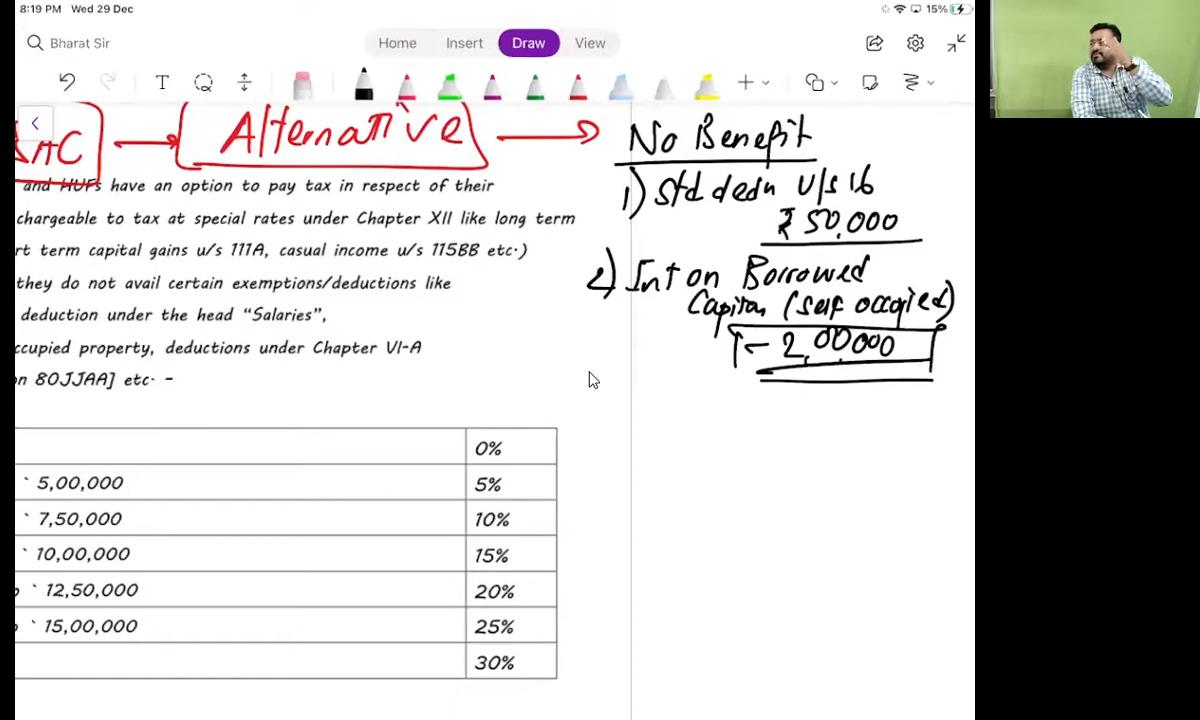 8:19 PM Wed 29 Dec
15%
Bharat Sir
Home Insert Draw View
Alternative
No Benefit
1) Std dedn u/s 16
₹ 50,000
2) Int on Borrowed
(self occupied)
- 2,00,000
and HUFs have an option to pay tax in respect of their
chargeable to tax at special rates under Chapter XII like long term
rt term capital gains u/s 111A, casual income u/s 115BB etc.)
they do not avail certain exemptions/deductions like
deduction under the head “Salaries”,
ccupied property, deductions under Chapter VI-A
n 80JJAA] etc. -
0%
` 5,00,000 5%
` 7,50,000 10%
` 10,00,000 15%
` 12,50,000 20%
` 15,00,000 25%
30%